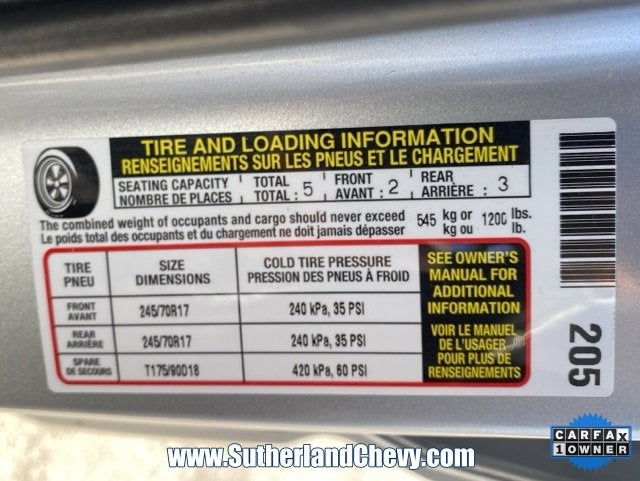 TIRE AND LOADING INFORMATION
RENSEIGNEMENTS SUR LES PNEUS ET LE CHARGEMENT
SEATING CAPACITY TOTAL FRONT REAR
NOMBRE DE PLACES TOTAL : 5 AVANT : 2 ARRIÈRE : 3
The combined weight of occupants and cargo should never exceed 545 kg or 1200 lbs.
Le poids total des occupants et du chargement ne doit jamais dépasser kg ou lb.
TIRE SIZE COLD TIRE PRESSURE
PNEU DIMENSIONS PRESSION DES PNEUS À FROID
FRONT
AVANT 245/70R17 240 kPa, 35 PSI
REAR
ARRIÈRE 245/70R17 240 kPa, 35 PSI
SPARE
DE SECOURS T175/90D18 420 kPa, 60 PSI
SEE OWNER'S
MANUAL FOR
ADDITIONAL
INFORMATION
VOIR LE MANUEL
DE L'USAGER
POUR PLUS DE
RENSEIGNEMENTS
205
www.SutherlandChevy.com
CARFAX
1 OWNER